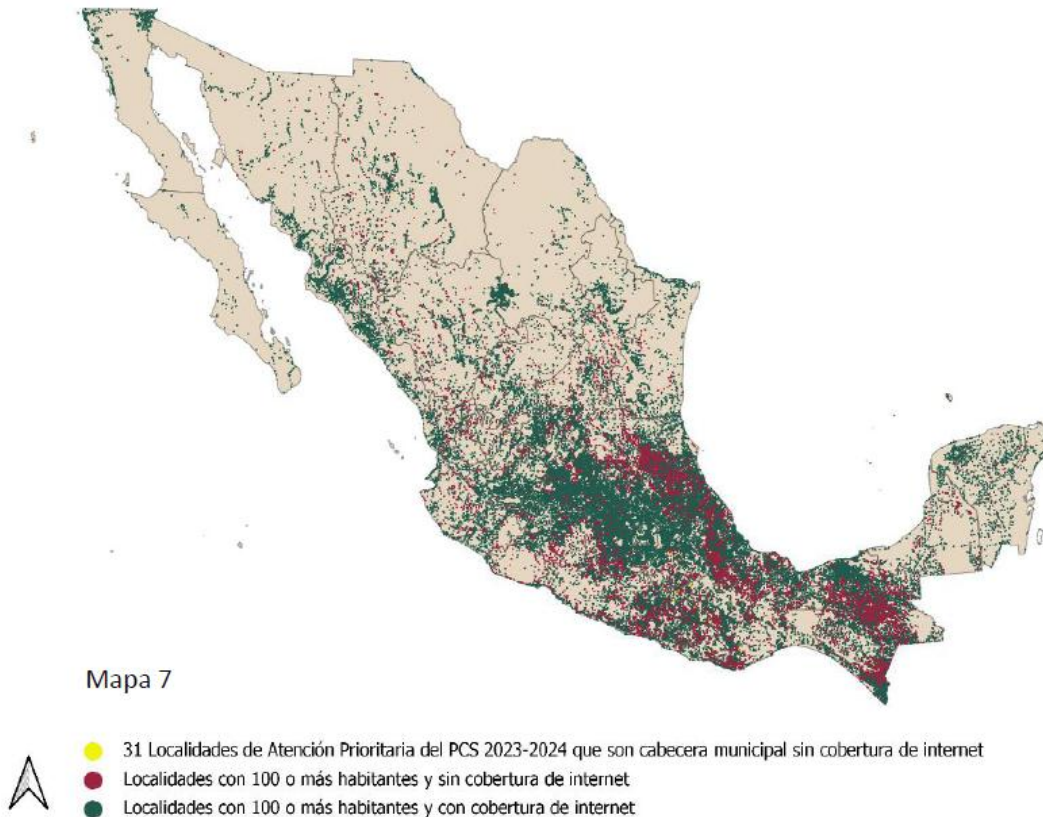 Mapa 7
31 Localidades de Atención Prioritaria del PCS 2023-2024 que son cabecera municipal sin cobertura de internet
Localidades con 100 o más habitantes y sin cobertura de internet
Localidades con 100 o más habitantes y con cobertura de internet